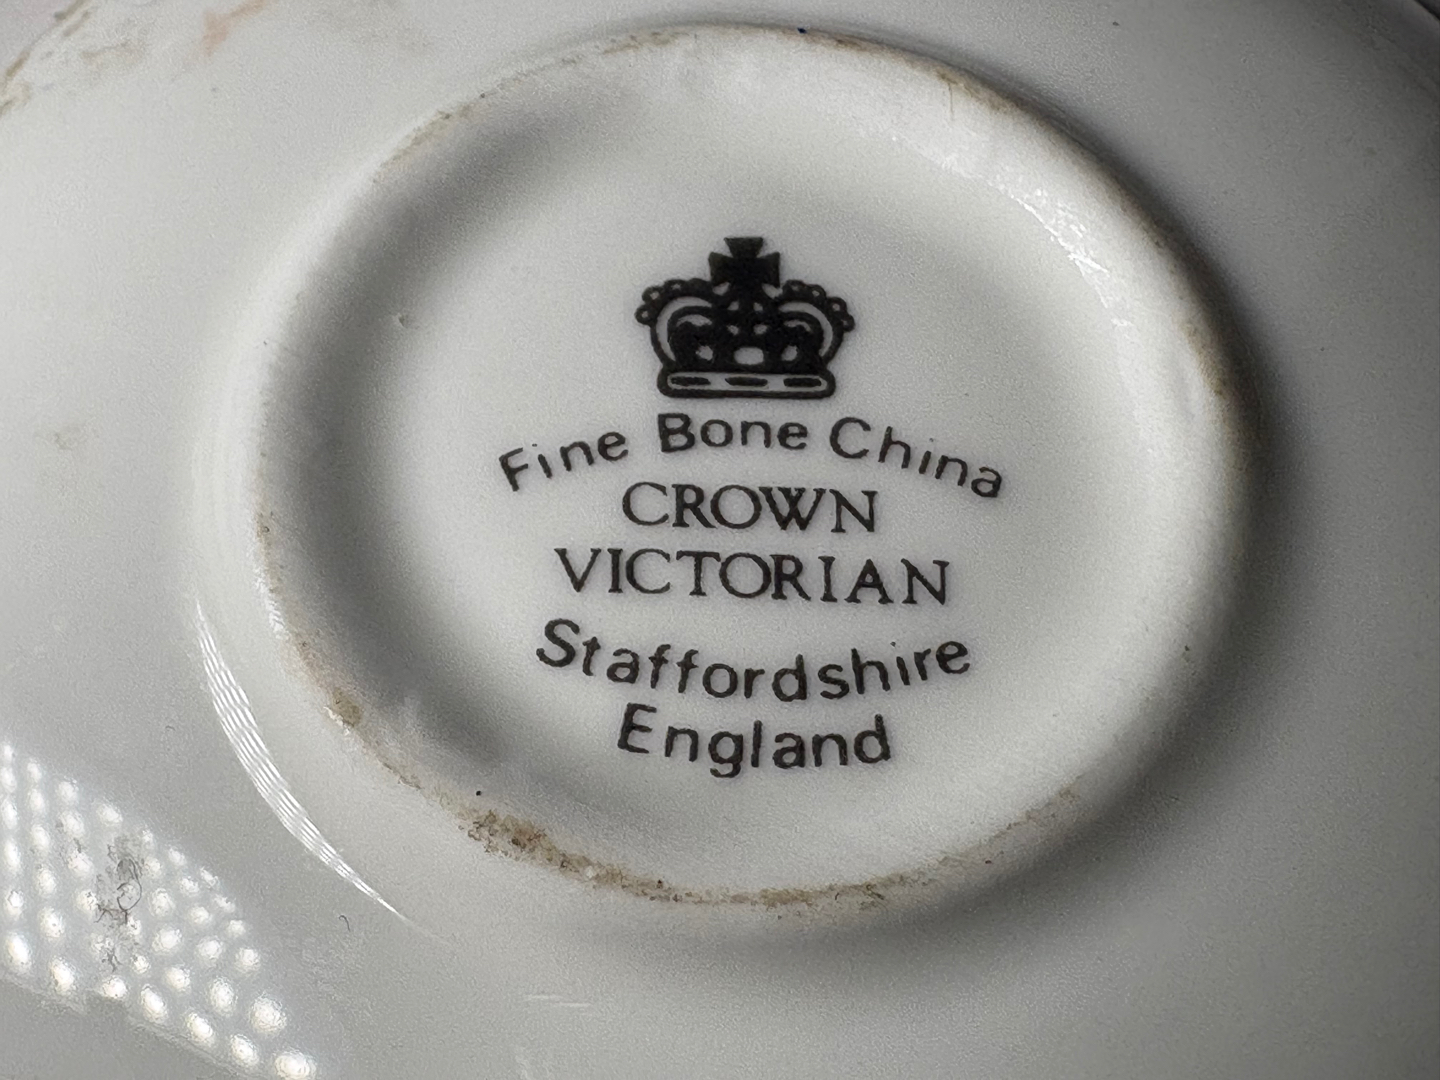 Fine Bone China
CROWN
VICTORIAN
Staffordshire
England